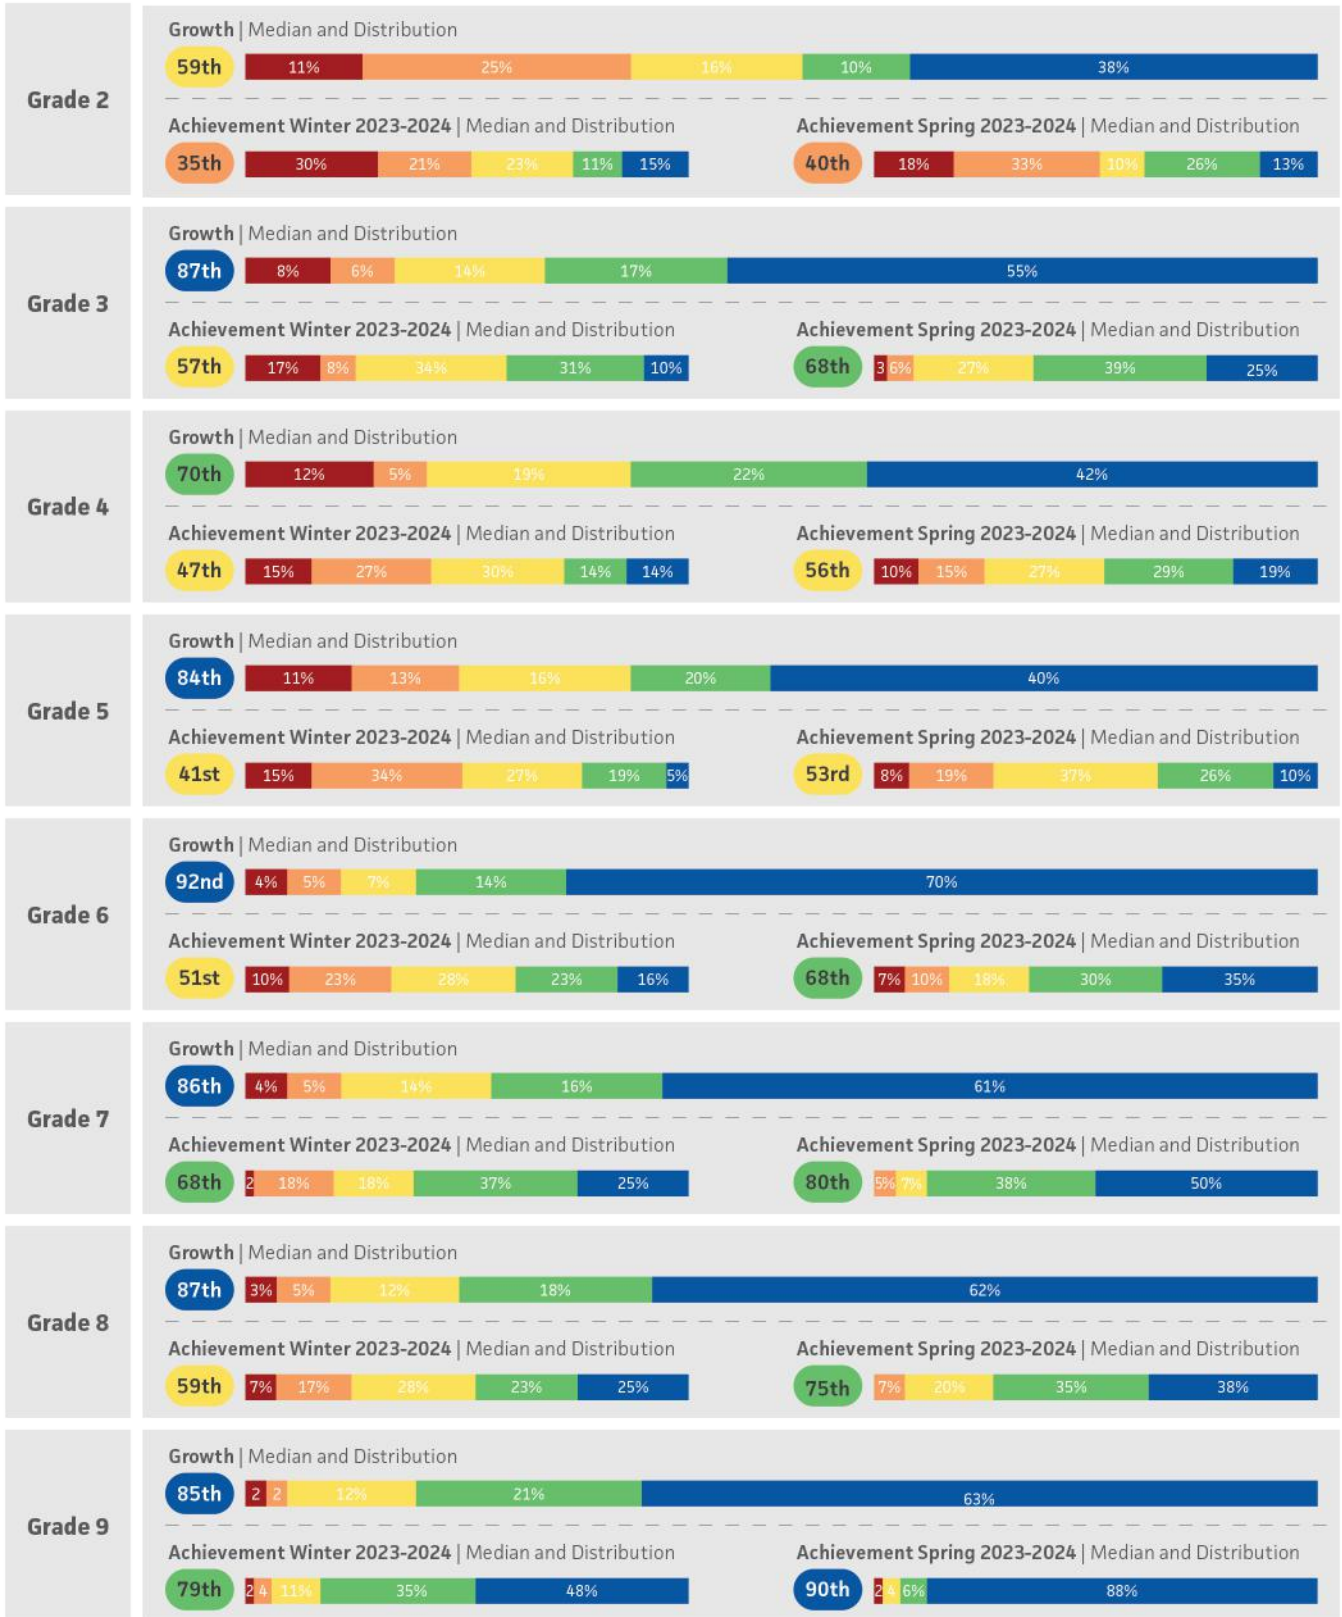 Grade 2
Growth | Median and Distribution
59th 11% 25% 16% 10% 38%
Achievement Winter 2023-2024 | Median and Distribution
35th 30% 21% 23% 11% 15%
Achievement Spring 2023-2024 | Median and Distribution
40th 18% 33% 10% 26% 13%
Grade 3
Growth | Median and Distribution
87th 8% 6% 14% 17% 55%
Achievement Winter 2023-2024 | Median and Distribution
57th 17% 8% 34% 31% 10%
Achievement Spring 2023-2024 | Median and Distribution
68th 3 6% 27% 39% 25%
Grade 4
Growth | Median and Distribution
70th 12% 5% 19% 22% 42%
Achievement Winter 2023-2024 | Median and Distribution
47th 15% 27% 30% 14% 14%
Achievement Spring 2023-2024 | Median and Distribution
56th 10% 15% 27% 29% 19%
Grade 5
Growth | Median and Distribution
84th 11% 13% 16% 20% 40%
Achievement Winter 2023-2024 | Median and Distribution
41st 15% 34% 27% 19% 5%
Achievement Spring 2023-2024 | Median and Distribution
53rd 8% 19% 37% 26% 10%
Grade 6
Growth | Median and Distribution
92nd 4% 5% 7% 14% 70%
Achievement Winter 2023-2024 | Median and Distribution
51st 10% 23% 28% 23% 16%
Achievement Spring 2023-2024 | Median and Distribution
68th 7% 10% 18% 30% 35%
Grade 7
Growth | Median and Distribution
86th 4% 5% 14% 16% 61%
Achievement Winter 2023-2024 | Median and Distribution
68th 2 18% 18% 37% 25%
Achievement Spring 2023-2024 | Median and Distribution
80th 5% 7% 38% 50%
Grade 8
Growth | Median and Distribution
87th 3% 5% 12% 18% 62%
Achievement Winter 2023-2024 | Median and Distribution
59th 7% 17% 28% 23% 25%
Achievement Spring 2023-2024 | Median and Distribution
75th 7% 20% 35% 38%
Grade 9
Growth | Median and Distribution
85th 2 2 12% 21% 63%
Achievement Winter 2023-2024 | Median and Distribution
79th 2 4 11% 35% 48%
Achievement Spring 2023-2024 | Median and Distribution
90th 2 4 6% 88%